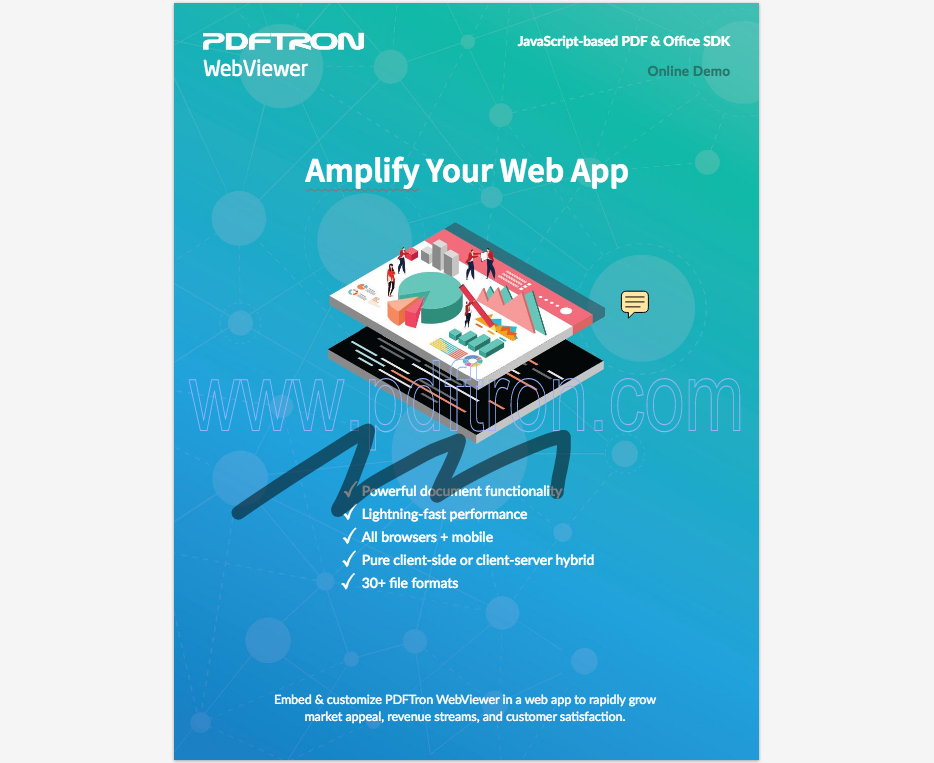 PDFTRON
WebViewer
JavaScript-based PDF & Office SDK
Online Demo
Amplify Your Web App
www.pdftron.com
✓ Powerful document functionality
✓ Lightning-fast performance
✓ All browsers + mobile
✓ Pure client-side or client-server hybrid
✓ 30+ file formats
Embed & customize PDFTron WebViewer in a web app to rapidly grow
market appeal, revenue streams, and customer satisfaction.